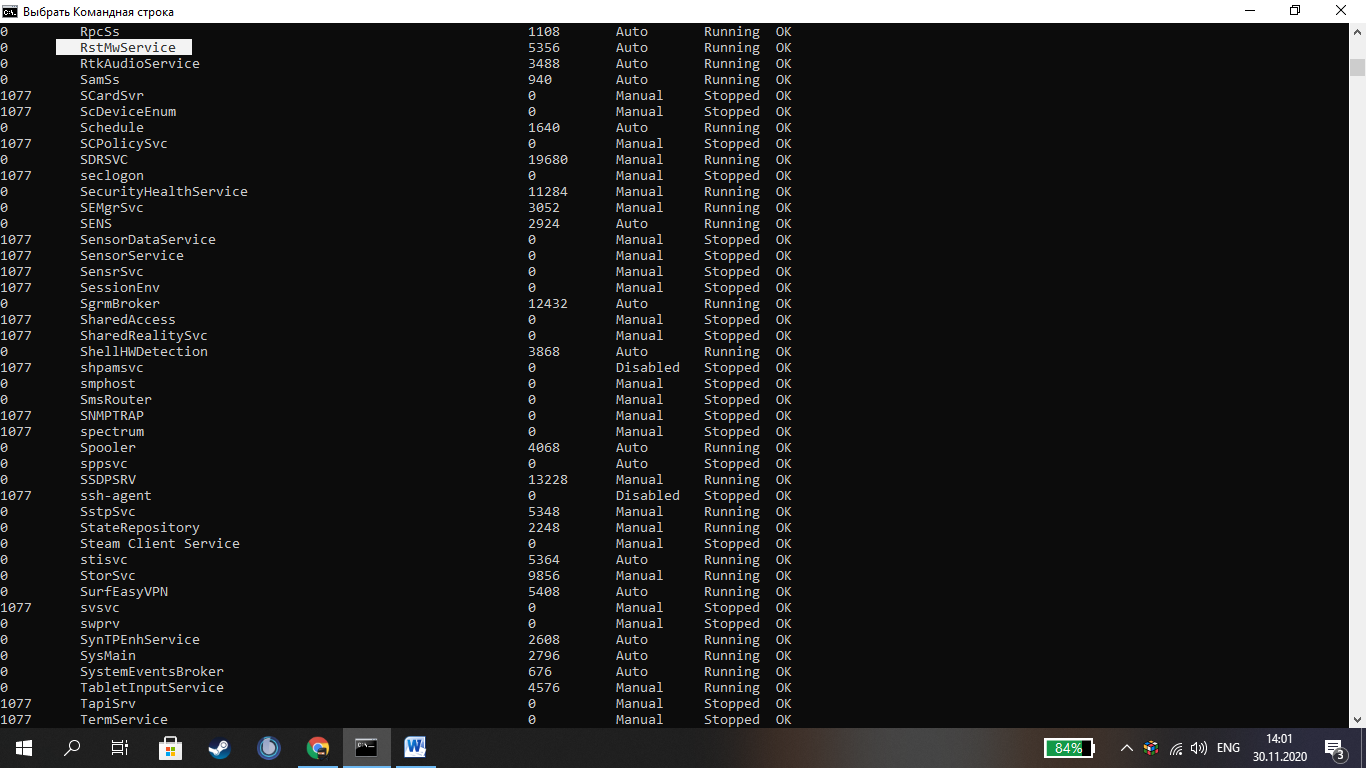 Выбрать Командная строка
0 RpcSs 1108 Auto Running OK
0 RstMwService 5356 Auto Running OK
0 RtkAudioService 3488 Auto Running OK
0 SamSs 940 Auto Running OK
1077 SCardSvr 0 Manual Stopped OK
1077 ScDeviceEnum 0 Manual Stopped OK
0 Schedule 1640 Auto Running OK
1077 SCPolicySvc 0 Manual Stopped OK
0 SDRSVC 19680 Manual Running OK
1077 seclogon 0 Manual Stopped OK
0 SecurityHealthService 11284 Manual Running OK
0 SEMgrSvc 3052 Manual Running OK
0 SENS 2924 Auto Running OK
1077 SensorDataService 0 Manual Stopped OK
1077 SensorService 0 Manual Stopped OK
1077 SensrSvc 0 Manual Stopped OK
1077 SessionEnv 0 Manual Stopped OK
0 SgrmBroker 12432 Auto Running OK
1077 SharedAccess 0 Manual Stopped OK
1077 SharedRealitySvc 0 Manual Stopped OK
0 ShellHWDetection 3868 Auto Running OK
1077 shpamsvc 0 Disabled Stopped OK
0 smphost 0 Manual Stopped OK
0 SmsRouter 0 Manual Stopped OK
1077 SNMPTRAP 0 Manual Stopped OK
1077 spectrum 0 Manual Stopped OK
0 Spooler 4068 Auto Running OK
0 sppsvc 0 Auto Stopped OK
0 SSDPSRV 13228 Manual Running OK
1077 ssh-agent 0 Disabled Stopped OK
0 SstpSvc 5348 Manual Running OK
0 StateRepository 2248 Manual Running OK
0 Steam Client Service 0 Manual Stopped OK
0 stisvc 5364 Auto Running OK
0 StorSvc 9856 Manual Running OK
0 SurfEasyVPN 5408 Auto Running OK
1077 svsvc 0 Manual Stopped OK
0 swprv 0 Manual Stopped OK
0 SynTPEnhService 2608 Auto Running OK
0 SysMain 2796 Auto Running OK
0 SystemEventsBroker 676 Auto Running OK
0 TabletInputService 4576 Manual Running OK
1077 TapiSrv 0 Manual Stopped OK
1077 TermService 0 Manual Stopped OK
84%
ENG
14:01
30.11.2020
3